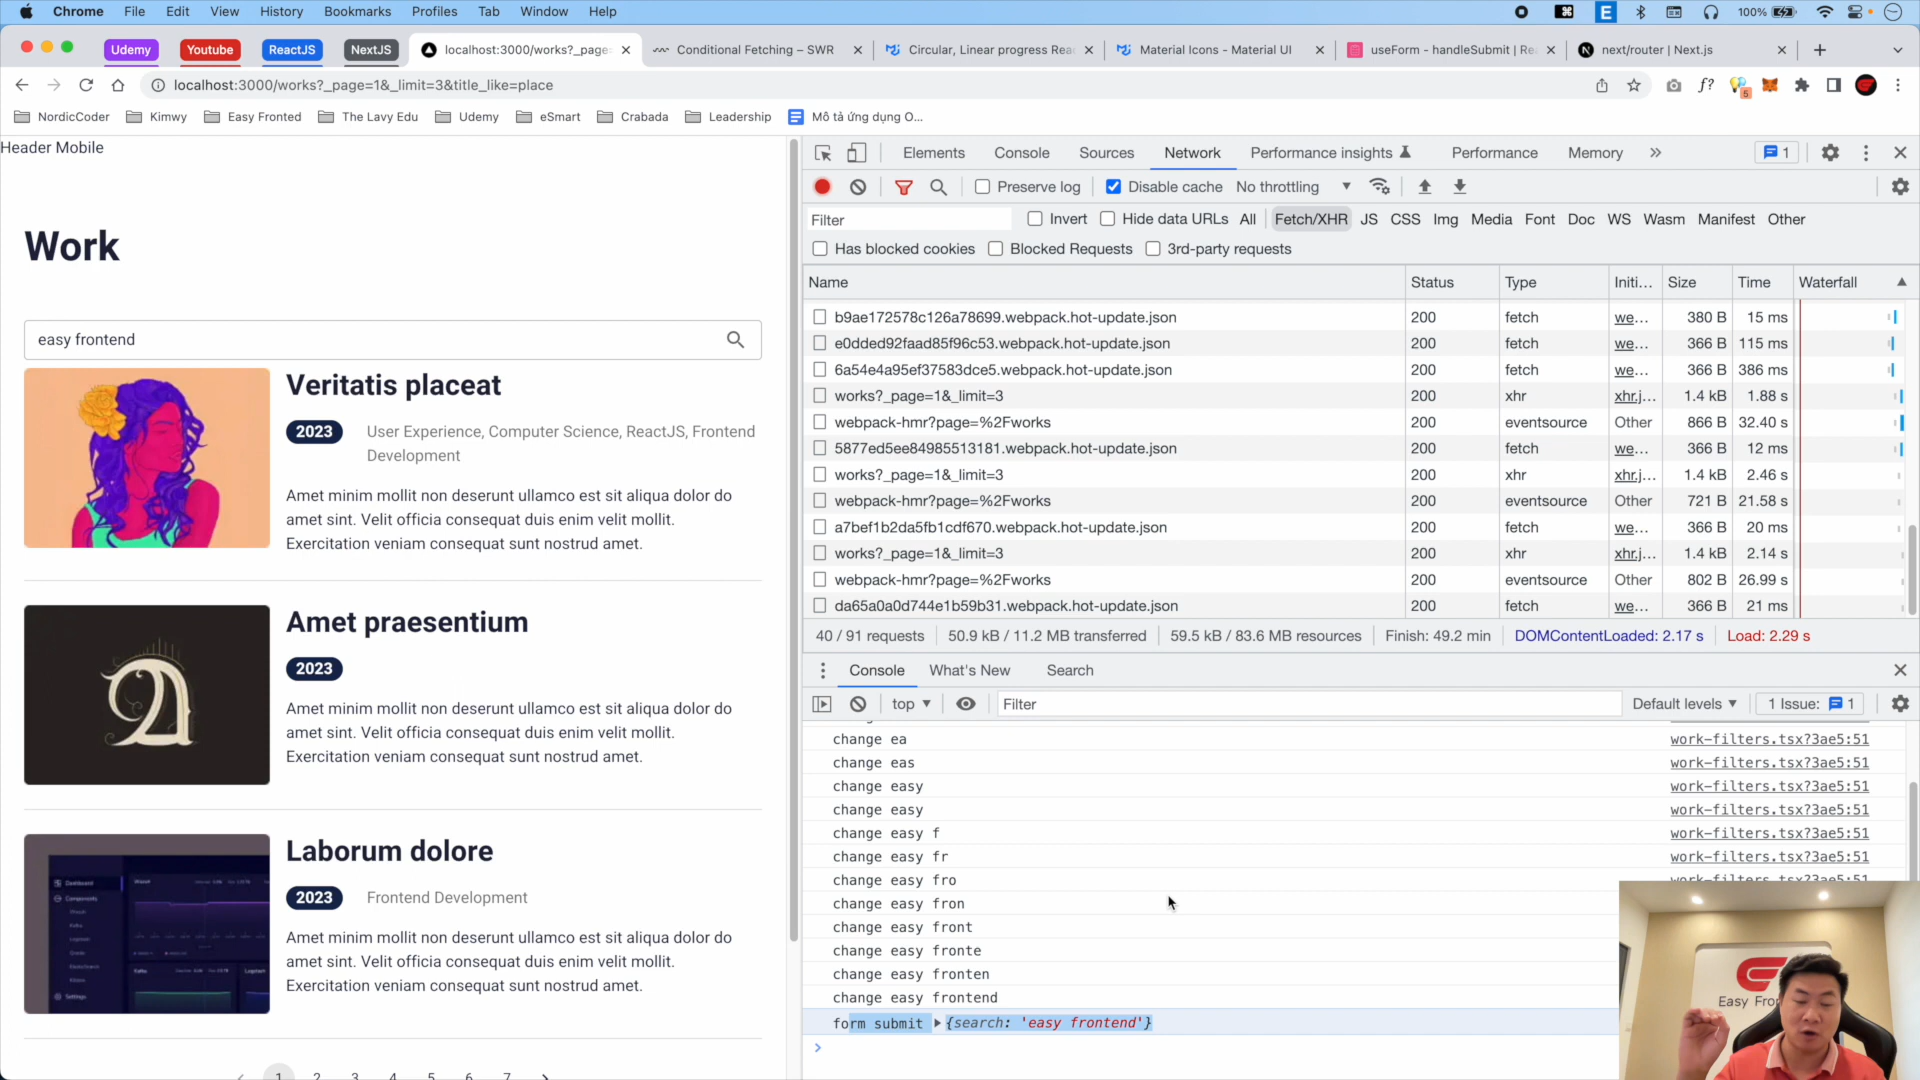 Chrome File Edit View History Bookmarks Profiles Tab Window Help 100%
Udemy Youtube ReactJS NextJS localhost:3000/works?_page Conditional Fetching – SWR Circular, Linear progress Rea Material Icons - Material UI useForm - handleSubmit | Re next/router | Next.js
localhost:3000/works?_page=1&_limit=3&title_like=place f? 5
NordicCoder Kimwy Easy Fronted The Lavy Edu Udemy eSmart Crabada Leadership Mô tả ứng dụng O...
Header Mobile
Work
easy frontend
Veritatis placeat
2023 User Experience, Computer Science, ReactJS, Frontend
Development
Amet minim mollit non deserunt ullamco est sit aliqua dolor do
amet sint. Velit officia consequat duis enim velit mollit.
Exercitation veniam consequat sunt nostrud amet.
Amet praesentium
2023
Amet minim mollit non deserunt ullamco est sit aliqua dolor do
amet sint. Velit officia consequat duis enim velit mollit.
Exercitation veniam consequat sunt nostrud amet.
Laborum dolore
2023 Frontend Development
Amet minim mollit non deserunt ullamco est sit aliqua dolor do
amet sint. Velit officia consequat duis enim velit mollit.
Exercitation veniam consequat sunt nostrud amet.
1 2 3 4 5 6 7
Elements Console Sources Network Performance insights Performance Memory 1
Preserve log Disable cache No throttling
Filter Invert Hide data URLs All Fetch/XHR JS CSS Img Media Font Doc WS Wasm Manifest Other
Has blocked cookies Blocked Requests 3rd-party requests
Name Status Type Initi... Size Time Waterfall
b9ae172578c126a78699.webpack.hot-update.json 200 fetch we... 380 B 15 ms
e0dded92faad85f96c53.webpack.hot-update.json 200 fetch we... 366 B 115 ms
6a54e4a95ef37583dce5.webpack.hot-update.json 200 fetch we... 366 B 386 ms
works?_page=1&_limit=3 200 xhr xhr.j... 1.4 kB 1.88 s
webpack-hmr?page=%2Fworks 200 eventsource Other 866 B 32.40 s
5877ed5ee84985513181.webpack.hot-update.json 200 fetch we... 366 B 12 ms
works?_page=1&_limit=3 200 xhr xhr.j... 1.4 kB 2.46 s
webpack-hmr?page=%2Fworks 200 eventsource Other 721 B 21.58 s
a7bef1b2da5fb1cdf670.webpack.hot-update.json 200 fetch we... 366 B 20 ms
works?_page=1&_limit=3 200 xhr xhr.j... 1.4 kB 2.14 s
webpack-hmr?page=%2Fworks 200 eventsource Other 802 B 26.99 s
da65a0a0d744e1b59b31.webpack.hot-update.json 200 fetch we... 366 B 21 ms
40 / 91 requests 50.9 kB / 11.2 MB transferred 59.5 kB / 83.6 MB resources Finish: 49.2 min DOMContentLoaded: 2.17 s Load: 2.29 s
Console What's New Search
top Filter Default levels 1 Issue: 1
change ea work-filters.tsx?3ae5:51
change eas work-filters.tsx?3ae5:51
change easy work-filters.tsx?3ae5:51
change easy work-filters.tsx?3ae5:51
change easy f work-filters.tsx?3ae5:51
change easy fr work-filters.tsx?3ae5:51
change easy fro work-filters.tsx?3ae5:51
change easy fron
change easy front
change easy fronte
change easy fronten
change easy frontend
form submit {search: 'easy frontend'}
Easy Fro